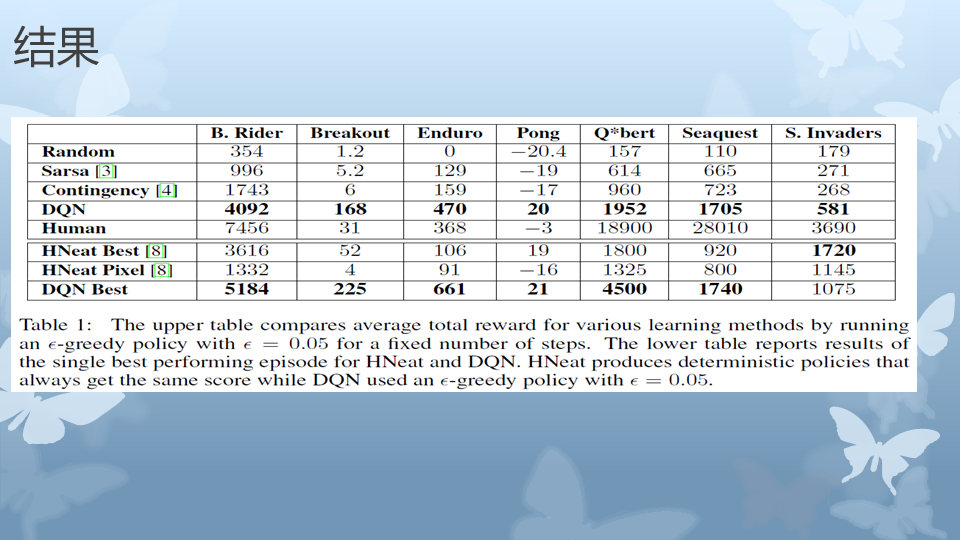 结果
B. Rider Breakout Enduro Pong Q*bert Seaquest S. Invaders
Random 354 1.2 0 −20.4 157 110 179
Sarsa [3] 996 5.2 129 −19 614 665 271
Contingency [4] 1743 6 159 −17 960 723 268
DQN 4092 168 470 20 1952 1705 581
Human 7456 31 368 −3 18900 28010 3690
HNeat Best [8] 3616 52 106 19 1800 920 1720
HNeat Pixel [8] 1332 4 91 −16 1325 800 1145
DQN Best 5184 225 661 21 4500 1740 1075
Table 1: The upper table compares average total reward for various learning methods by running
an ϵ-greedy policy with ϵ = 0.05 for a fixed number of steps. The lower table reports results of
the single best performing episode for HNeat and DQN. HNeat produces deterministic policies that
always get the same score while DQN used an ϵ-greedy policy with ϵ = 0.05.